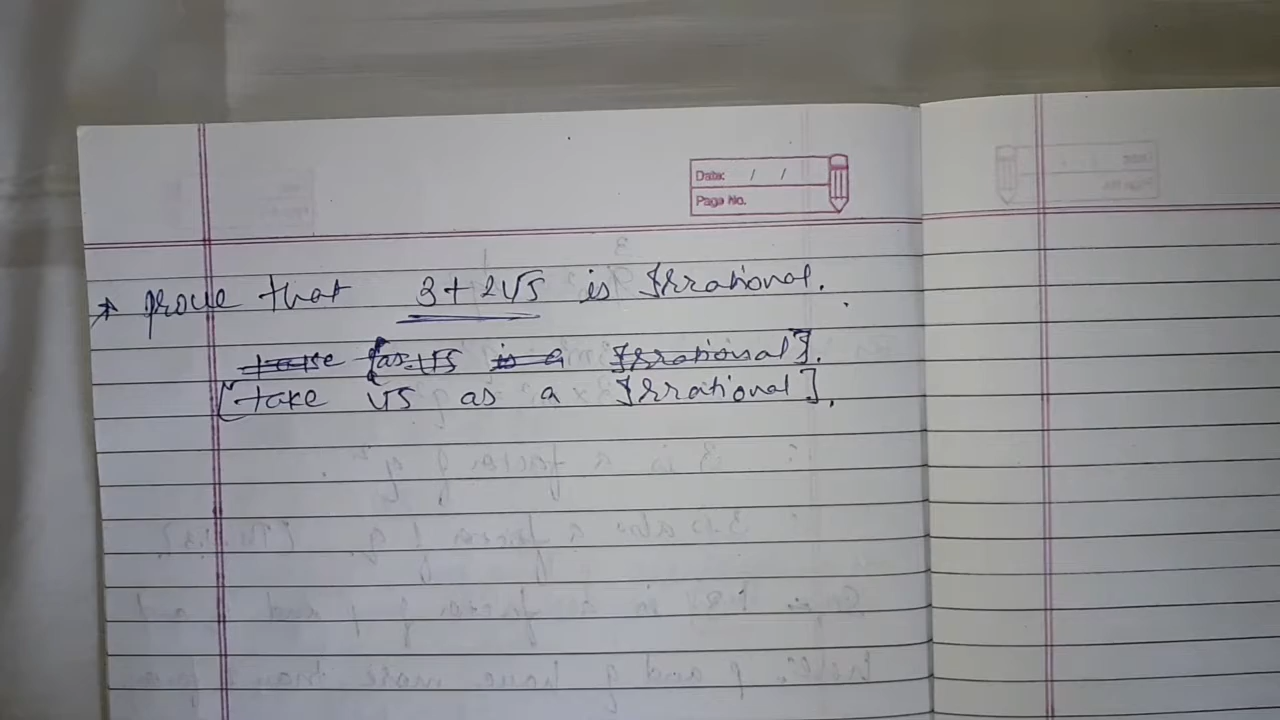 Date: / /
Page No.
* prove that 3+2√5 is Irrational.
[take √5 as a Irrational].